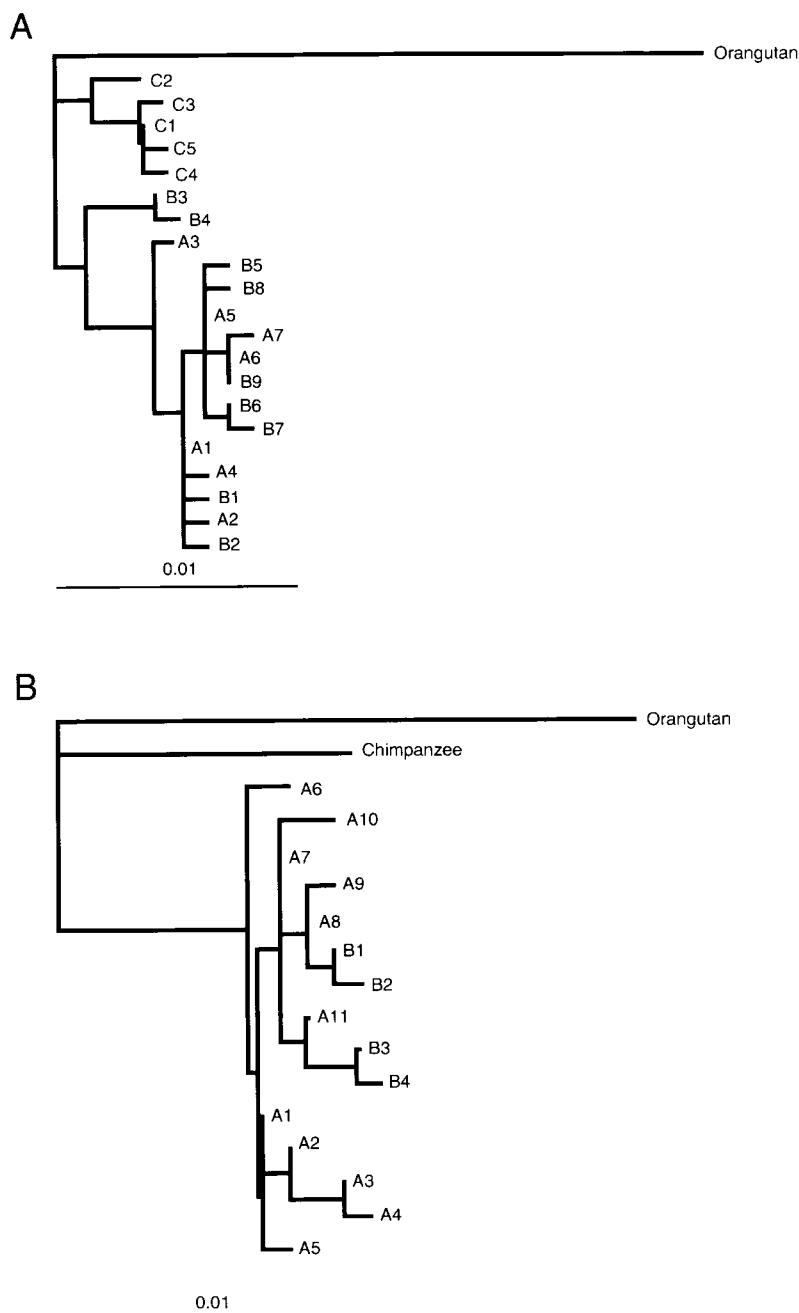 A
Orangutan
C2
C3
C1
C5
C4
B3
B4
A3
B5
B8
A5
A7
A6
B9
B6
B7
A1
A4
B1
A2
B2
0.01
B
Orangutan
Chimpanzee
A6
A10
A7
A9
A8
B1
B2
A11
B3
B4
A1
A2
A3
A4
A5
0.01